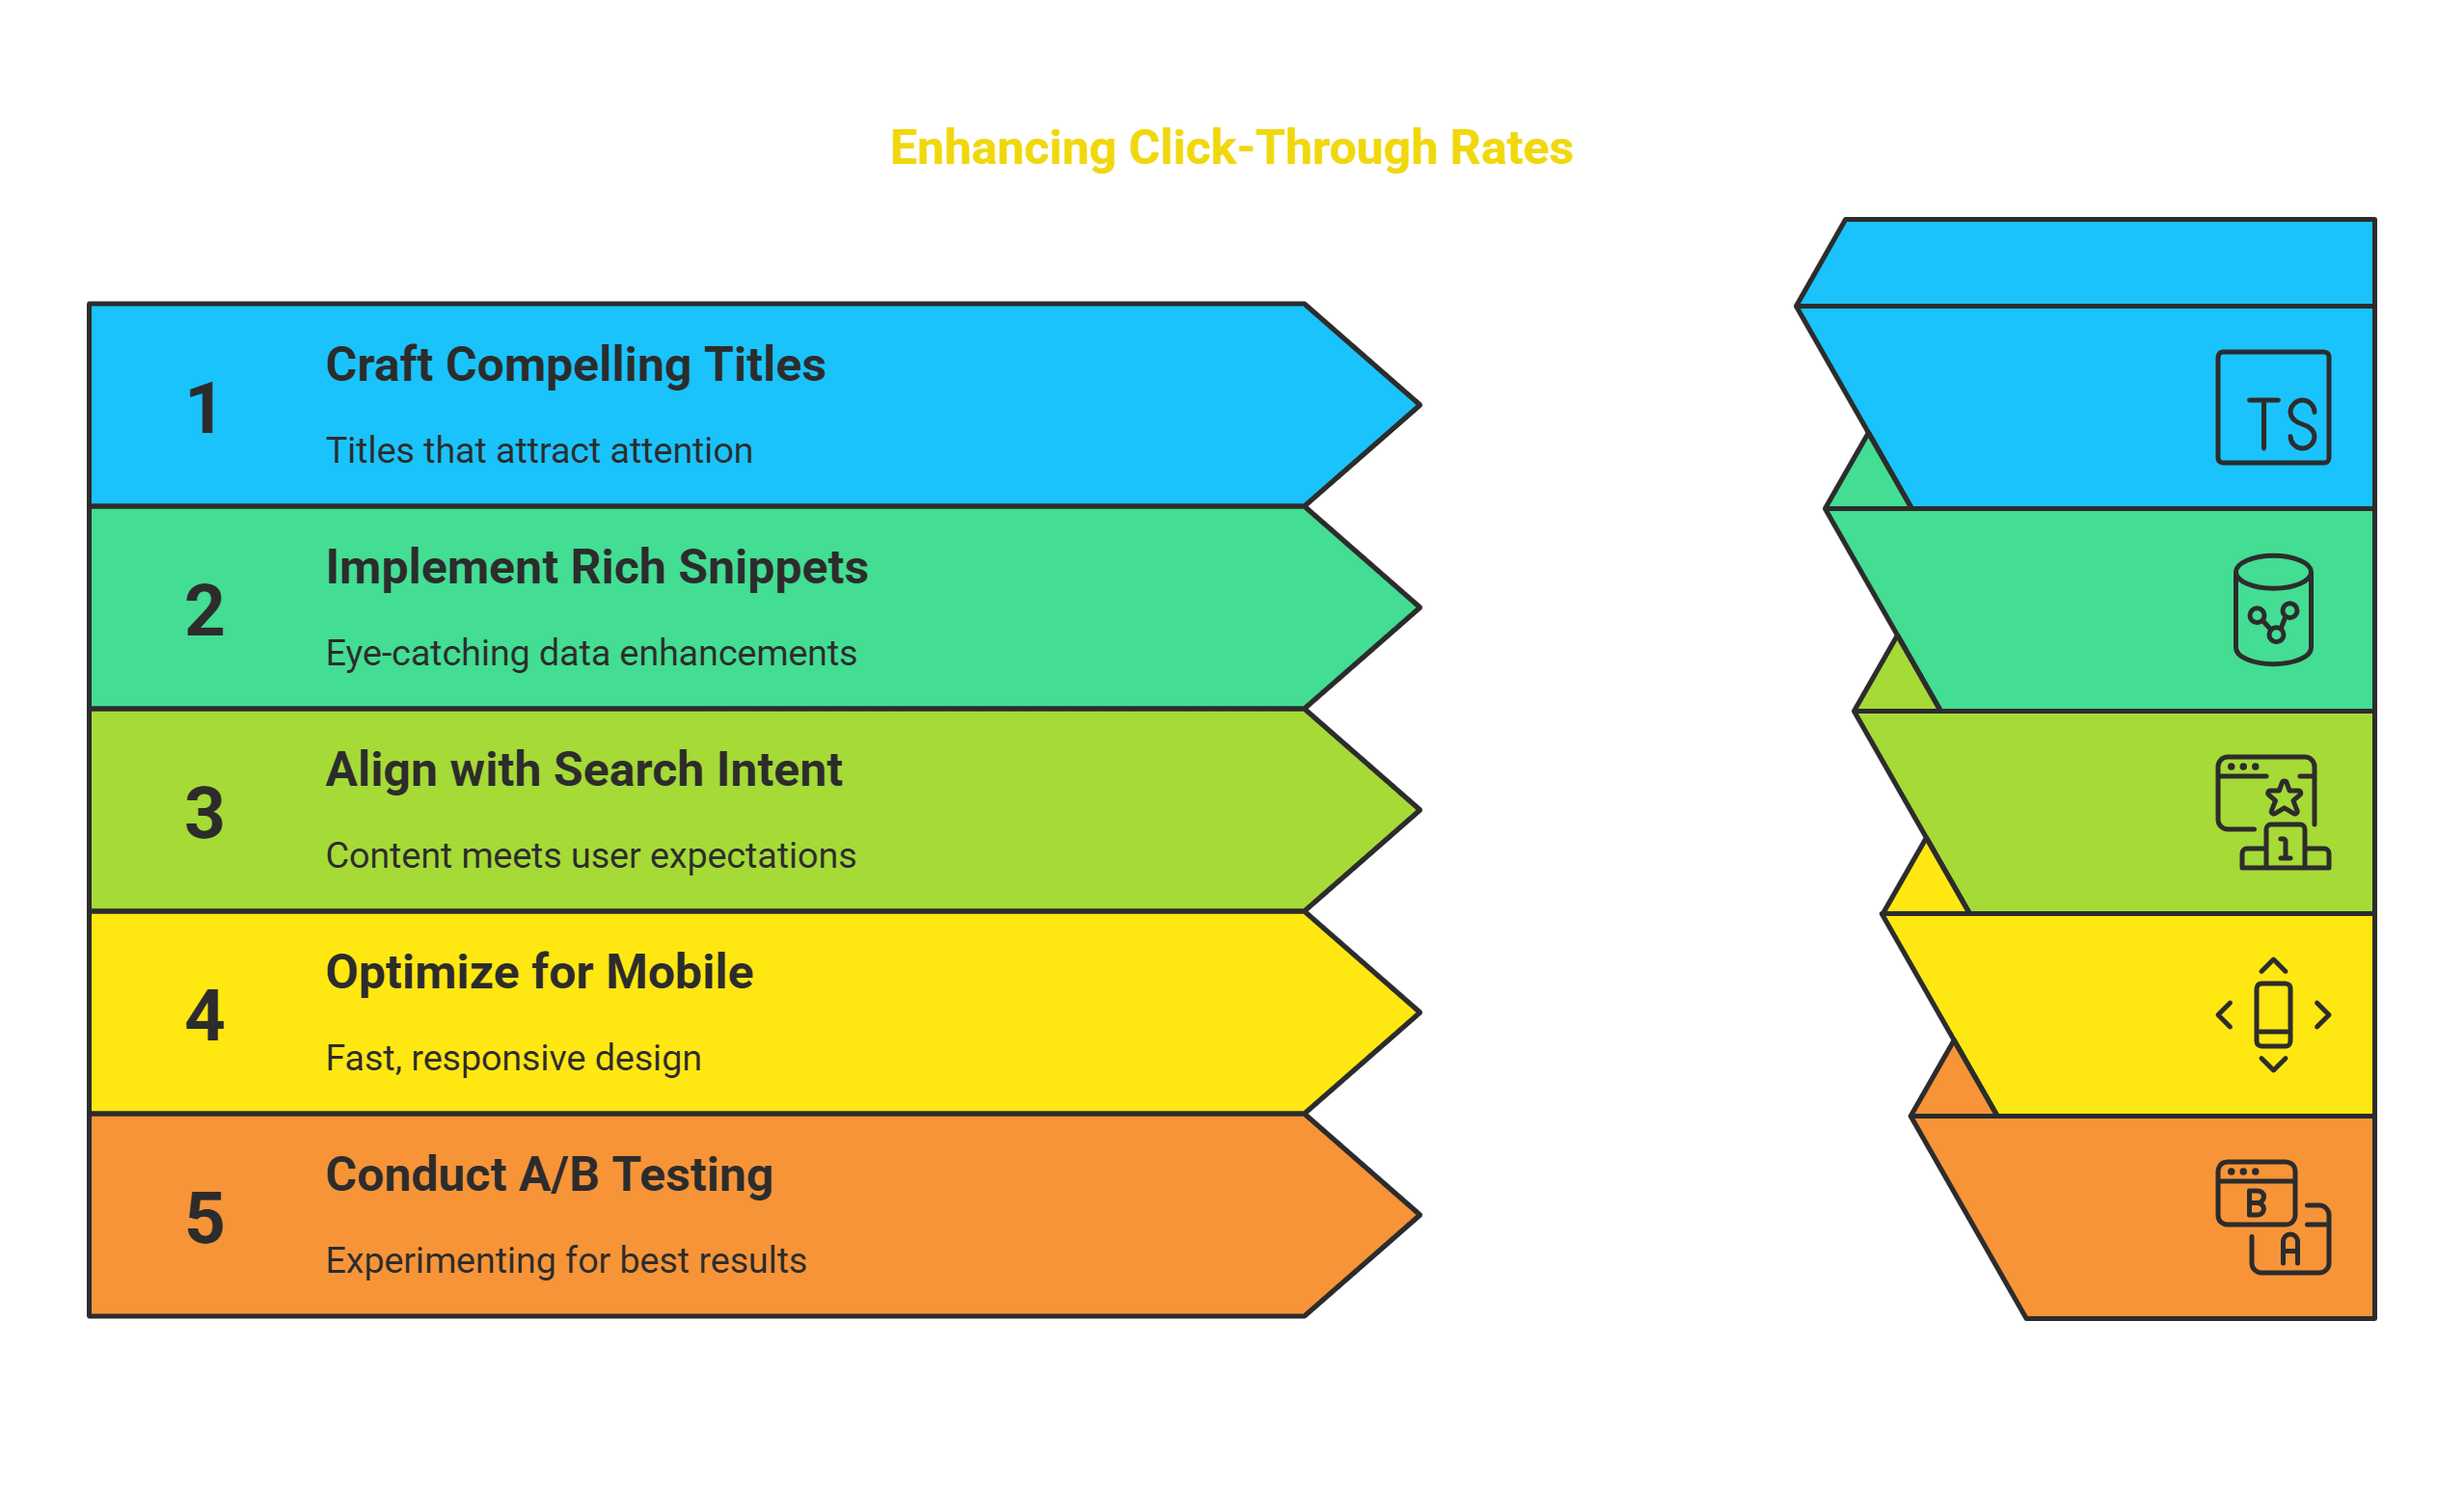 Enhancing Click-Through Rates
1
Craft Compelling Titles
Titles that attract attention
TS
2
Implement Rich Snippets
Eye-catching data enhancements
3
Align with Search Intent
Content meets user expectations
1
4
Optimize for Mobile
Fast, responsive design
5
Conduct A/B Testing
Experimenting for best results
B
A